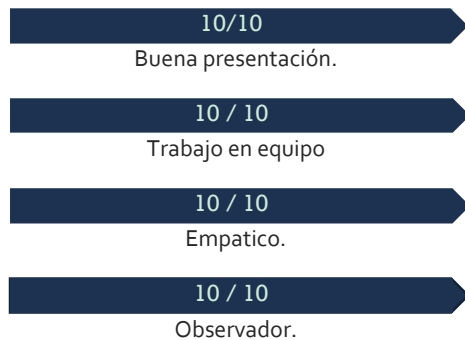 10/10
Buena presentación.
10 / 10
Trabajo en equipo
10 / 10
Empatico.
10 / 10
Observador.